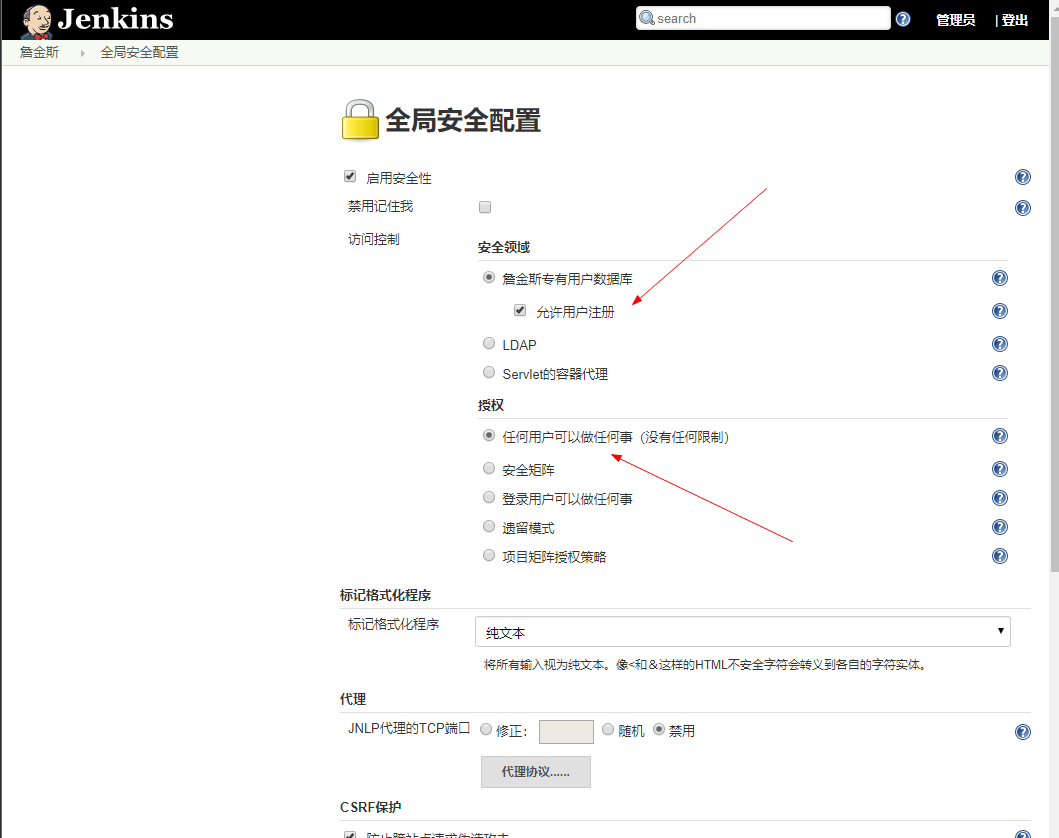 Jenkins
search
管理员 | 登出
詹金斯 全局安全配置
全局安全配置
启用安全性
禁用记住我
访问控制
安全领域
詹金斯专有用户数据库
允许用户注册
LDAP
Servlet的容器代理
授权
任何用户可以做任何事（没有任何限制）
安全矩阵
登录用户可以做任何事
遗留模式
项目矩阵授权策略
标记格式化程序
标记格式化程序
纯文本
将所有输入视为纯文本。像<和＆这样的HTML不安全字符会转义到各自的字符实体。
代理
JNLP代理的TCP端口 修正： 随机 禁用
代理协议......
CSRF保护